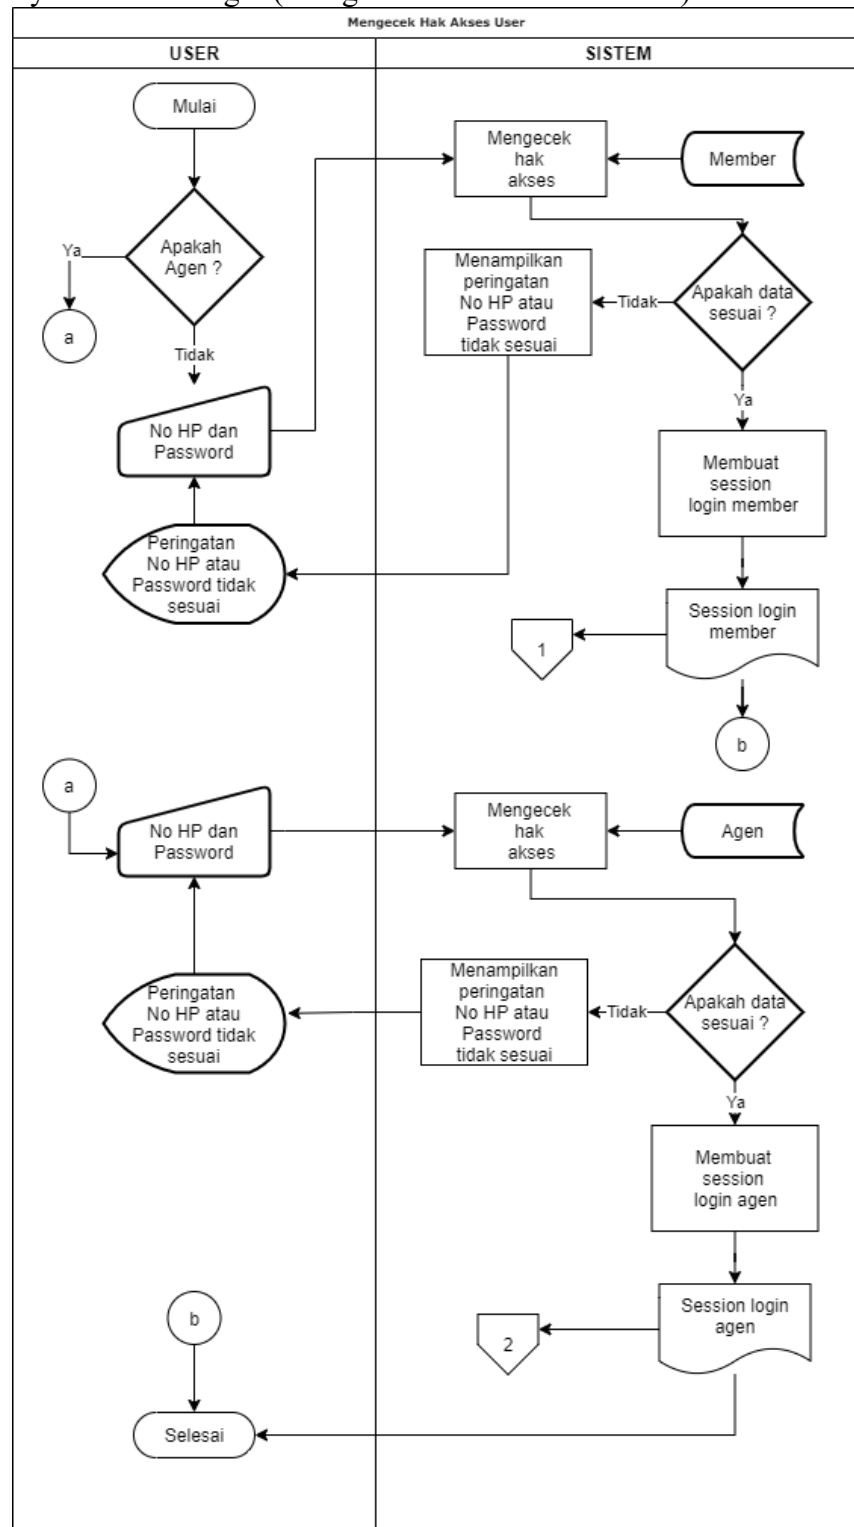 Mengecek Hak Akses User
USER
SISTEM
Mulai
Mengecek
hak
akses
Member
Apakah
Agen ?
Ya
a
Tidak
Menampilkan
peringatan
No HP atau
Password
tidak sesuai
Tidak
Apakah data
sesuai ?
Ya
No HP dan
Password
Membuat
session
login member
Peringatan
No HP atau
Password tidak
sesuai
Session login
member
1
b
a
No HP dan
Password
Mengecek
hak
akses
Agen
Peringatan
No HP atau
Password tidak
sesuai
Menampilkan
peringatan
No HP atau
Password
tidak sesuai
Tidak
Apakah data
sesuai ?
Ya
Membuat
session
login agen
Session login
agen
2
b
Selesai